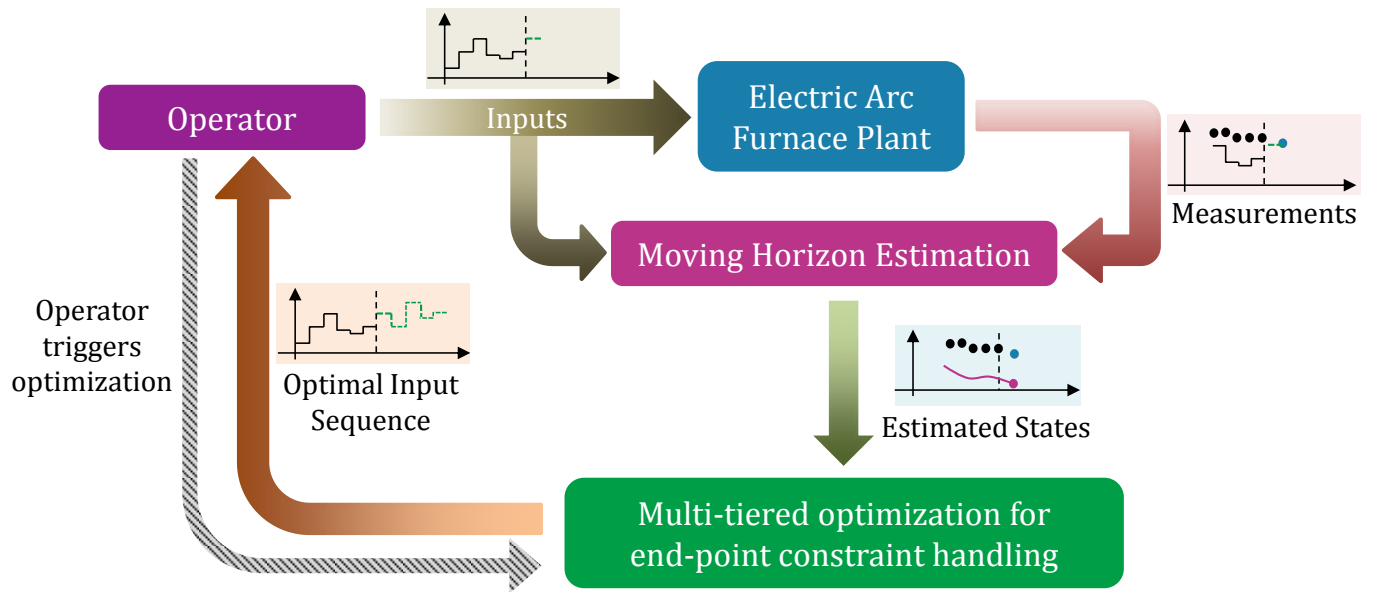 Operator
Inputs
Electric Arc
Furnace Plant
Measurements
Moving Horizon Estimation
Operator
triggers
optimization
Optimal Input
Sequence
Estimated States
Multi-tiered optimization for
end-point constraint handling